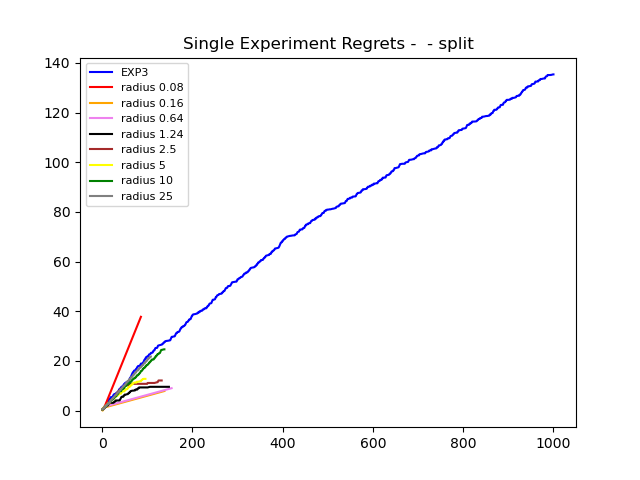 Single Experiment Regrets -  - split
EXP3
radius 0.08
radius 0.16
radius 0.64
radius 1.24
radius 2.5
radius 5
radius 10
radius 25
140
120
100
80
60
40
20
0
0 200 400 600 800 1000